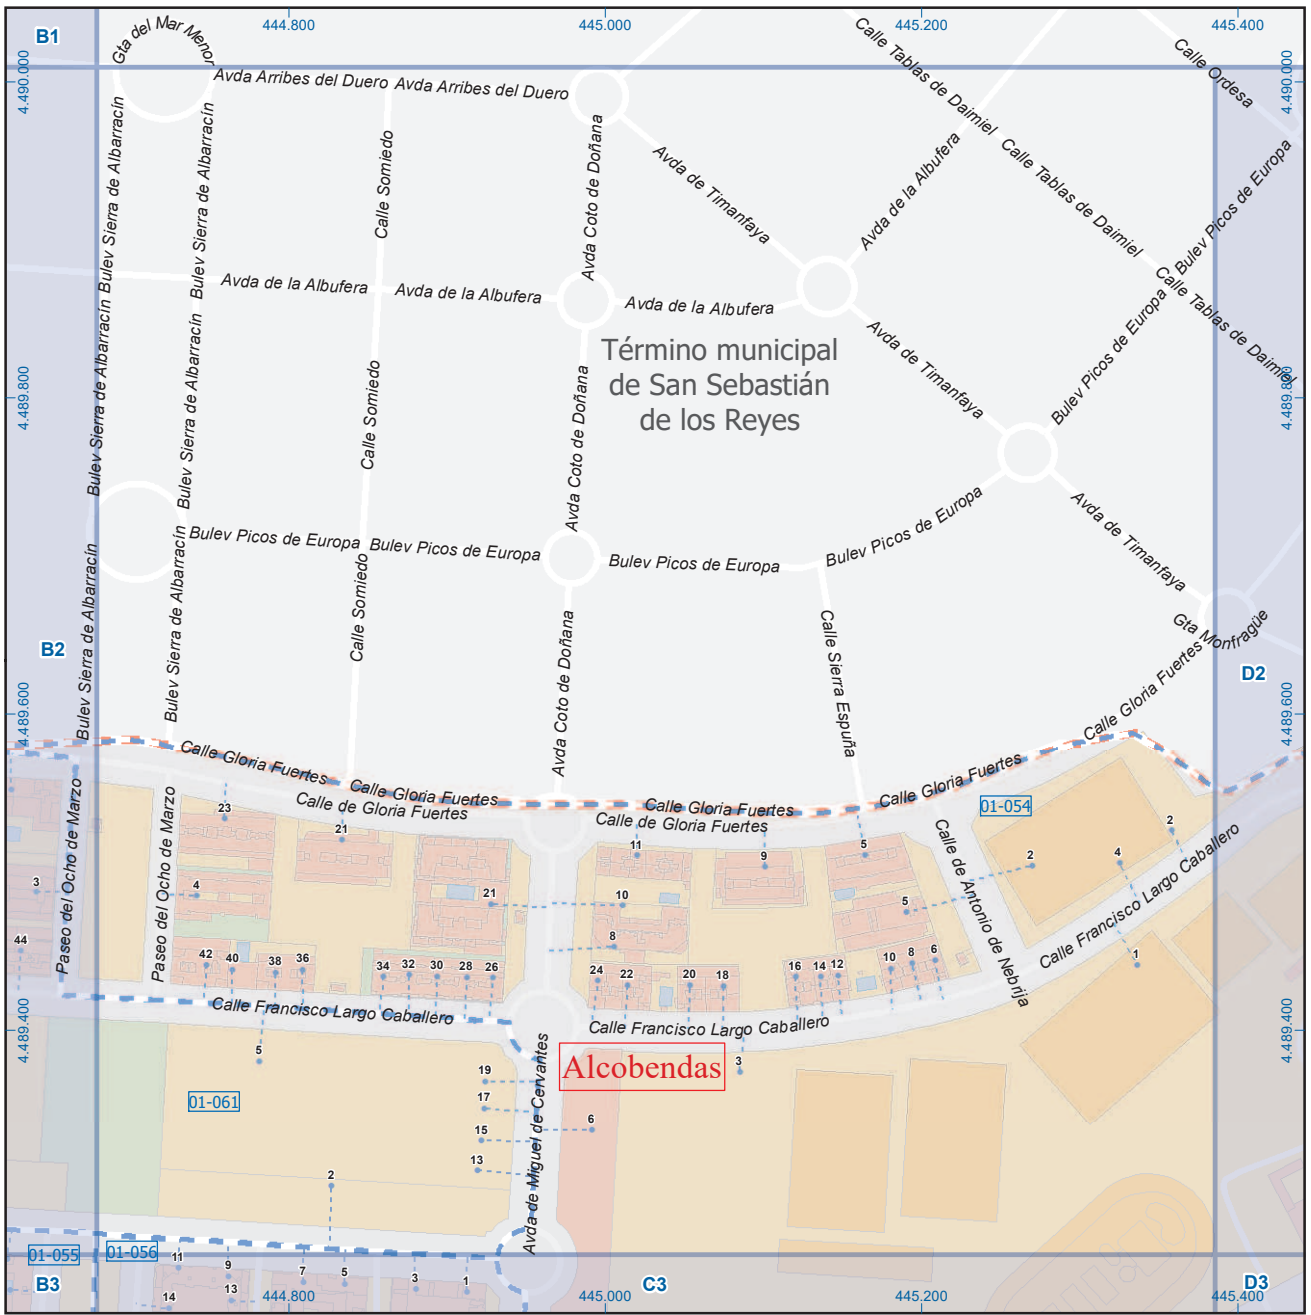 B1
444.800
445.000
445.200
445.400
4.490.000
4.490.000
Gta del Mar Menor
Avda Arribes del Duero
Avda Arribes del Duero
Calle Tablas de Daimiel
Calle Ordesa
Bulev Sierra de Albarracín
Bulev Sierra de Albarracín
Calle Somiedo
Avda Coto de Doñana
Avda de Timanfaya
Avda de la Albufera
Calle Tablas de Daimiel
Bulev Picos de Europa
Avda de la Albufera
Avda de la Albufera
Avda de la Albufera
Calle Tablas de Daimiel
Término municipal
de San Sebastián
de los Reyes
4.489.800
4.489.800
Bulev Sierra de Albarracín
Bulev Sierra de Albarracín
Calle Somiedo
Avda Coto de Doñana
Avda de Timanfaya
Bulev Picos de Europa
Bulev Picos de Europa
Bulev Picos de Europa
Bulev Picos de Europa
Bulev Picos de Europa
Avda de Timanfaya
Bulev Sierra de Albarracín
Bulev Sierra de Albarracín
Calle Somiedo
Avda Coto de Doñana
Calle Sierra Espuña
Gta Monfragüe
B2
D2
4.489.600
4.489.600
Calle Gloria Fuertes
Calle Gloria Fuertes
Calle Gloria Fuertes
Calle Gloria Fuertes
Calle Gloria Fuertes
Calle de Gloria Fuertes
Calle de Gloria Fuertes
01-054
Paseo del Ocho de Marzo
Paseo del Ocho de Marzo
23
21
11
9
5
2
4
2
Calle de Antonio de Nebrija
Calle Francisco Largo Caballero
3
4
21
10
5
44
42
40
38
36
34
32
30
28
26
8
24
22
20
18
16
14
12
10
8
6
1
4.489.400
4.489.400
Calle Francisco Largo Caballero
Calle Francisco Largo Caballero
5
Alcobendas
3
01-061
19
17
15
13
6
2
Avda de Miguel de Cervantes
01-055
01-056
11
9
7
5
3
1
13
14
B3
C3
D3
444.800
445.000
445.200
445.400